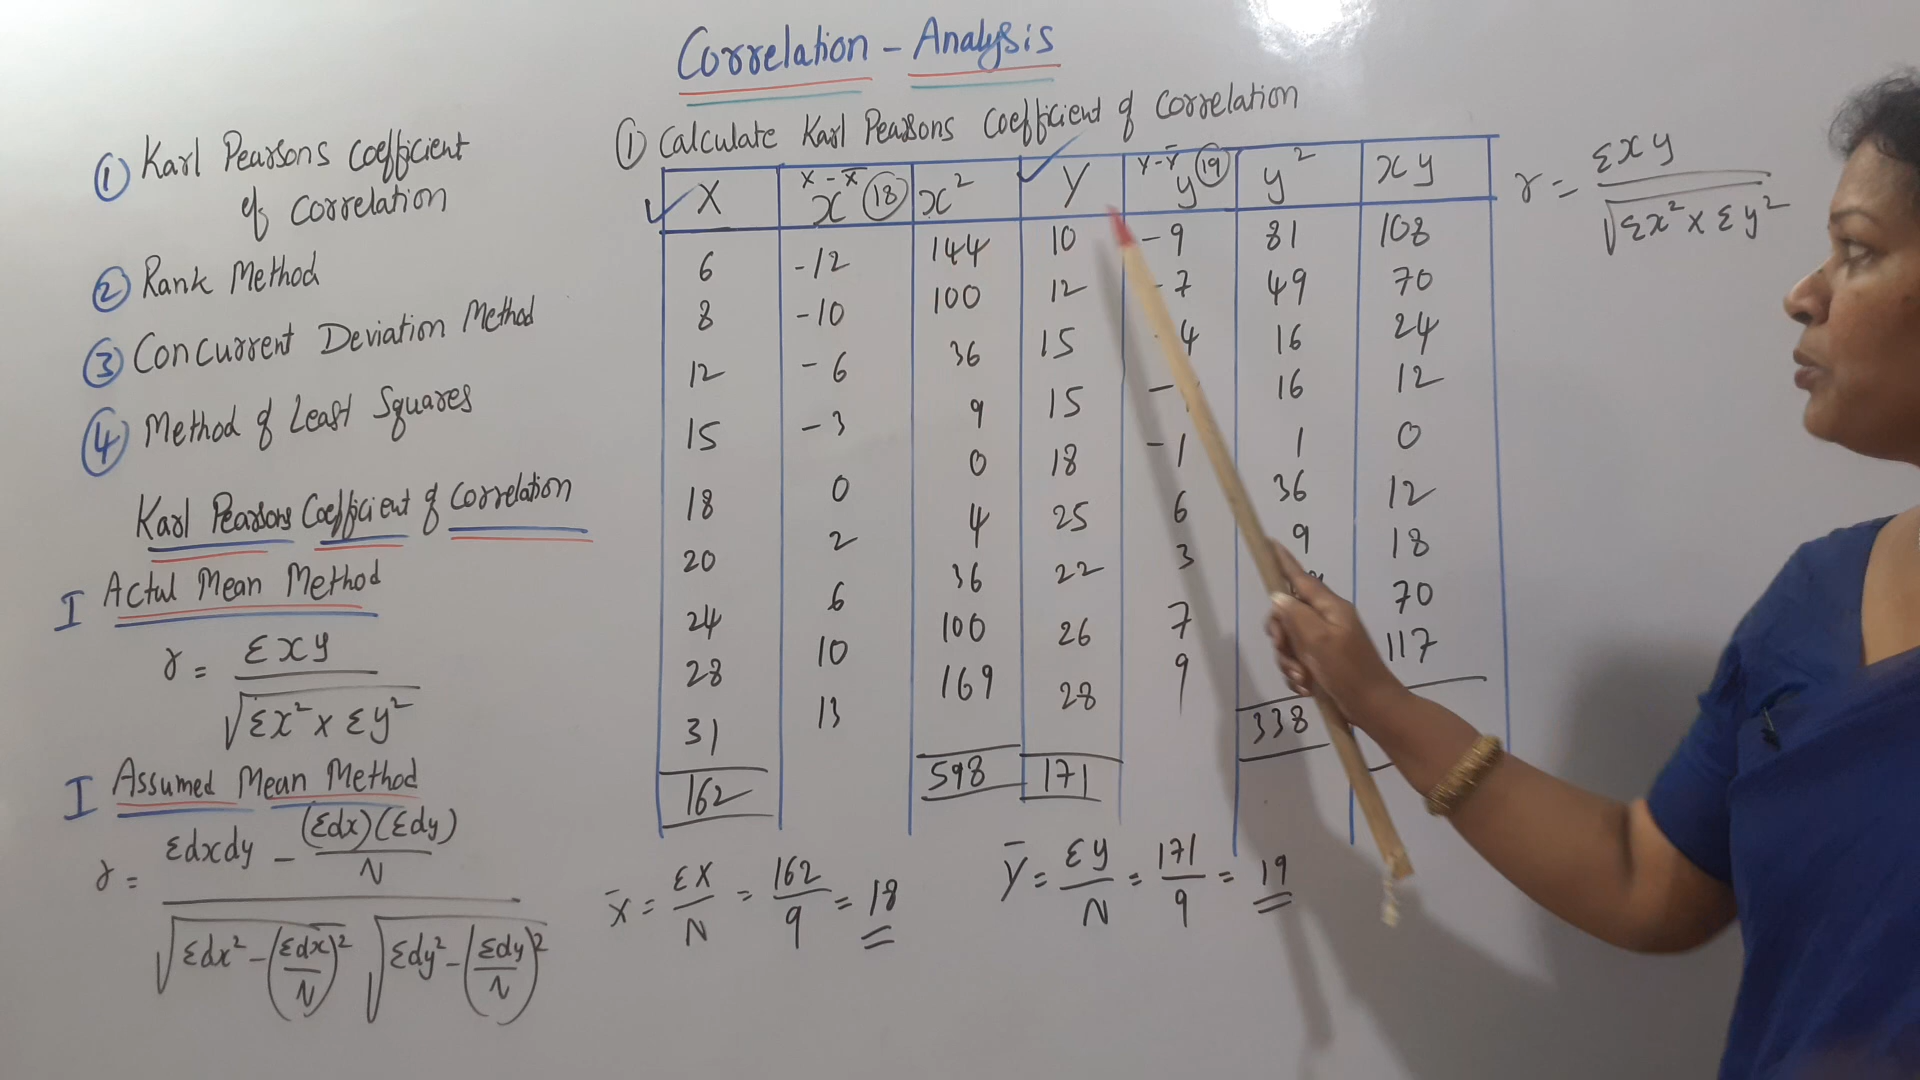 Correlation - Analysis
① Karl Pearsons Coefficient
of Correlation
② Rank Method
③ Concurrent Deviation Method
④ Method of Least Squares
Karl Pearsons Coefficient of Correlation
I Actul Mean Method
r = Σxy / √Σx² x Σy²
I Assumed Mean Method
r = Σdxdy - (Σdx)(Σdy) / N
√Σdx² - (Σdx/N)² √Σdy² - (Σdy/N)²
① Calculate Karl Pearsons Coefficient of Correlation
X X - X̄ x ⑱ x² Y Y - Ȳ y ⑲ y² xy
6 -12 144 10 -9 81 108
8 -10 100 12 -7 49 70
12 -6 36 15 4 16 24
15 -3 9 15 - 16 12
18 0 0 18 -1 1 0
20 2 4 25 6 36 12
24 6 36 22 3 9 18
28 10 100 26 7 70
31 13 169 28 9 117
162 598 171 338
X̄ = ΣX/N = 162/9 = 18
Ȳ = Σy/N = 171/9 = 19
r = Σxy / √Σx² x Σy²